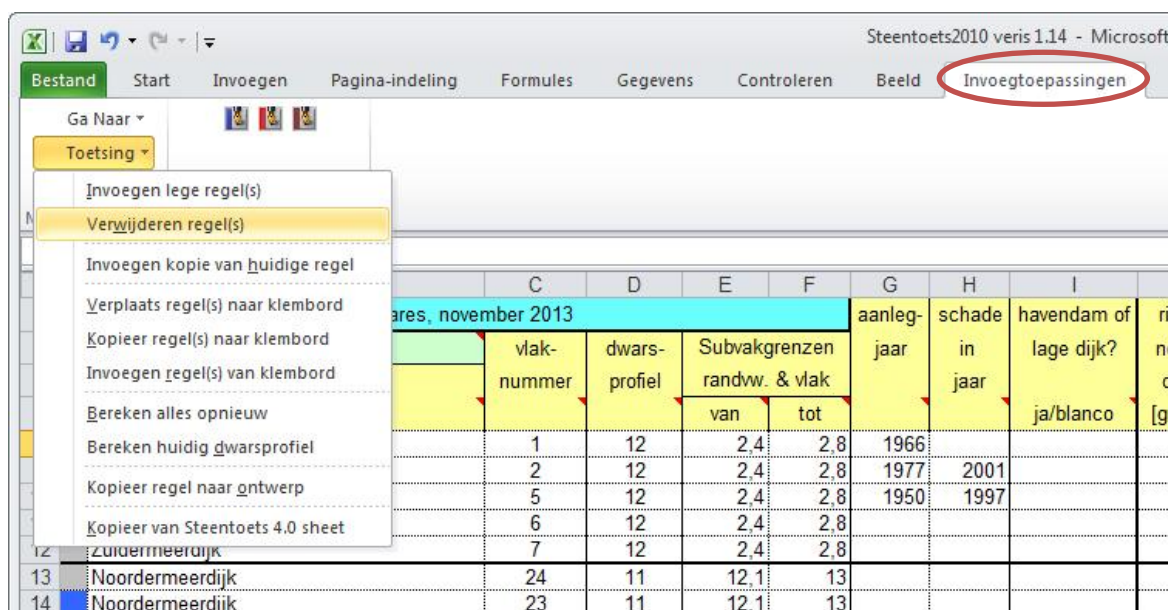 Steentoets2010 veris 1.14 - Microsoft
Bestand Start Invoegen Pagina-indeling Formules Gegevens Controleren Beeld Invoegtoepassingen
Ga Naar
Toetsing
Invoegen lege regel(s)
Verwijderen regel(s)
Invoegen kopie van huidige regel
Verplaats regel(s) naar klembord
Kopieer regel(s) naar klembord
Invoegen regel(s) van klembord
Bereken alles opnieuw
Bereken huidig dwarsprofiel
Kopieer regel naar ontwerp
Kopieer van Steentoets 4.0 sheet
C D E F G H I
ares, november 2013 aanleg- schade havendam of
vlak- dwars- Subvakgrenzen jaar in lage dijk?
nummer profiel randvw. & vlak jaar
van tot ja/blanco [g
1 12 2,4 2,8 1966
2 12 2,4 2,8 1977 2001
5 12 2,4 2,8 1950 1997
6 12 2,4 2,8
12 Zuidermeerdijk 7 12 2,4 2,8
13 Noordermeerdijk 24 11 12,1 13
14 Noordermeerdijk 23 11 12,1 13